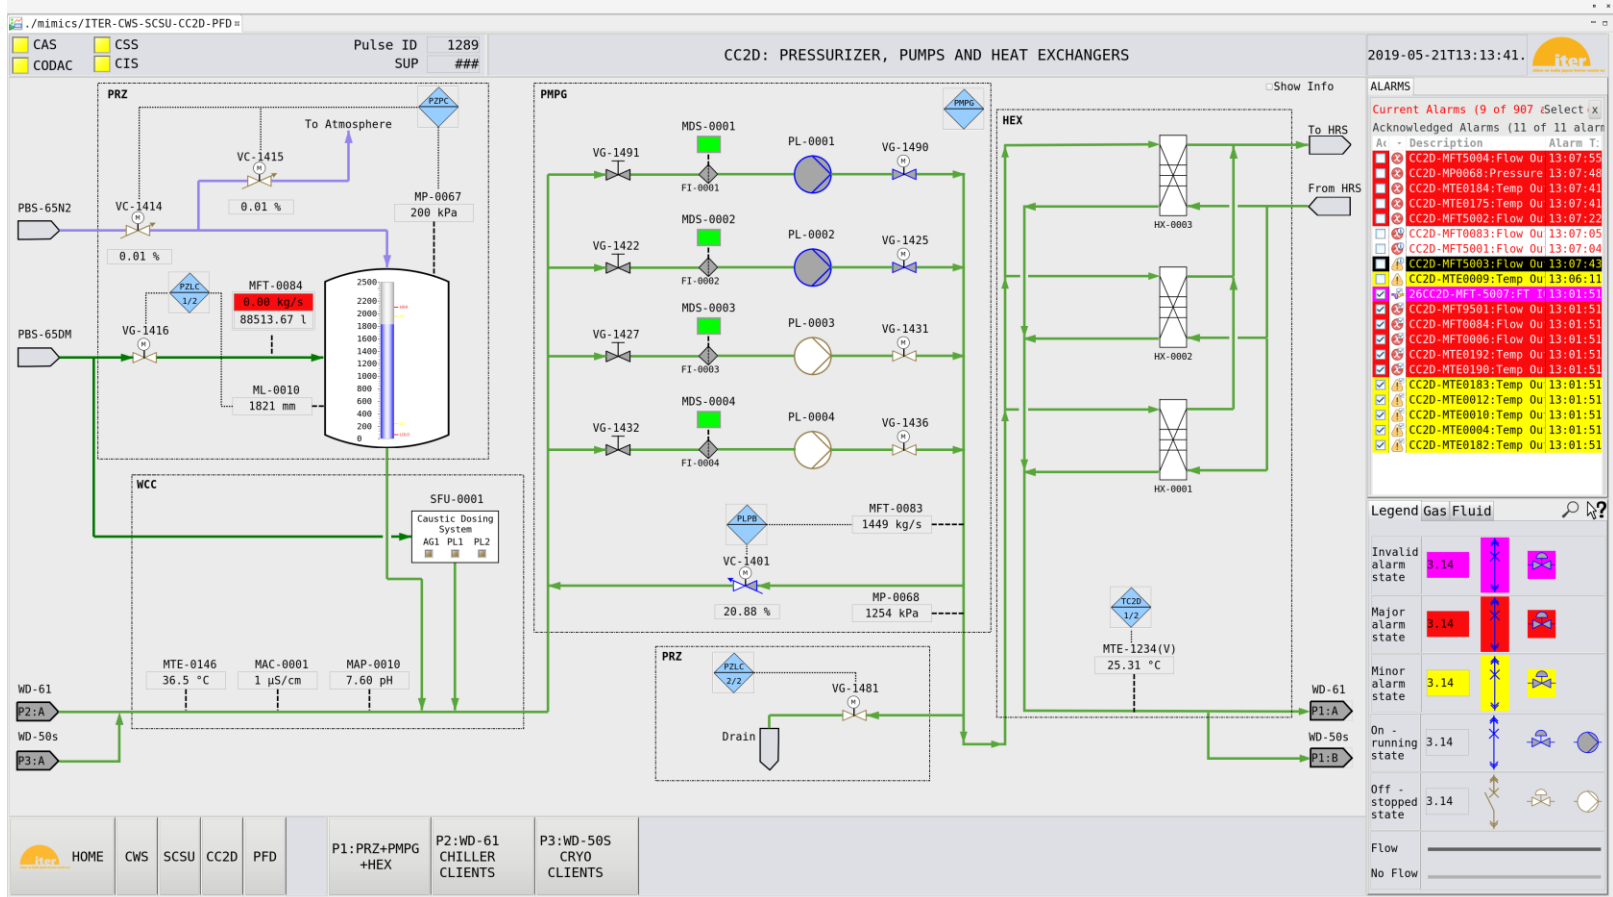 ./mimics/ITER-CWS-SCSU-CC2D-PFD
CAS
CSS
CODAC
CIS
Pulse ID 1289
SUP ###
CC2D: PRESSURIZER, PUMPS AND HEAT EXCHANGERS
2019-05-21T13:13:41.
iter
PRZ
PZPC
To Atmosphere
VC-1415
0.01 %
MP-0067
200 kPa
PBS-65N2
VC-1414
0.01 %
PZLC
1/2
MFT-0084
0.00 kg/s
88513.67 l
PBS-65DM
VG-1416
ML-0010
1821 mm
2500
2200
2000
1800
1600
1400
1200
1000
800
600
400
200
0
WCC
SFU-0001
Caustic Dosing
System
AG1 PL1 PL2
MTE-0146
36.5 °C
MAC-0001
1 µS/cm
MAP-0010
7.60 pH
WD-61
P2:A
WD-50s
P3:A
PMPG
PMPG
MDS-0001
VG-1491
FI-0001
PL-0001
VG-1490
MDS-0002
VG-1422
FI-0002
PL-0002
VG-1425
MDS-0003
VG-1427
FI-0003
PL-0003
VG-1431
MDS-0004
VG-1432
FI-0004
PL-0004
VG-1436
PLPB
MFT-0083
1449 kg/s
VC-1401
20.88 %
MP-0068
1254 kPa
PRZ
PZLC
2/2
VG-1481
Drain
Show Info
HEX
To HRS
From HRS
HX-0003
HX-0002
HX-0001
TC2D
1/2
MTE-1234(V)
25.31 °C
WD-61
P1:A
WD-50s
P1:B
ALARMS
Current Alarms (9 of 907 Select x
Acknowledged Alarms (11 of 11 alarm
Description Alarm T:
CC2D-MFT5004:Flow Ou 13:07:55
CC2D-MP0068:Pressure 13:07:48
CC2D-MTE0184:Temp Ou 13:07:41
CC2D-MTE0175:Temp Ou 13:07:41
CC2D-MFT5002:Flow Ou 13:07:22
CC2D-MFT0083:Flow Ou 13:07:05
CC2D-MFT5001:Flow Ou 13:07:04
CC2D-MFT5003:Flow Ou 13:07:43
CC2D-MTE0009:Temp Ou 13:06:11
26CC2D-MFT-5007:FT I 13:01:51
CC2D-MFT9501:Flow Ou 13:01:51
CC2D-MFT0084:Flow Ou 13:01:51
CC2D-MFT0006:Flow Ou 13:01:51
CC2D-MTE0192:Temp Ou 13:01:51
CC2D-MTE0190:Temp Ou 13:01:51
CC2D-MTE0183:Temp Ou 13:01:51
CC2D-MTE0012:Temp Ou 13:01:51
CC2D-MTE0010:Temp Ou 13:01:51
CC2D-MTE0004:Temp Ou 13:01:51
CC2D-MTE0182:Temp Ou 13:01:51
Legend Gas Fluid ?
Invalid
alarm
state
3.14
Major
alarm
state
3.14
Minor
alarm
state
3.14
On -
running
state
3.14
Off -
stopped
state
3.14
Flow
No Flow
iter HOME
CWS
SCSU
CC2D
PFD
P1:PRZ+PMPG
+HEX
P2:WD-61
CHILLER
CLIENTS
P3:WD-50S
CRYO
CLIENTS